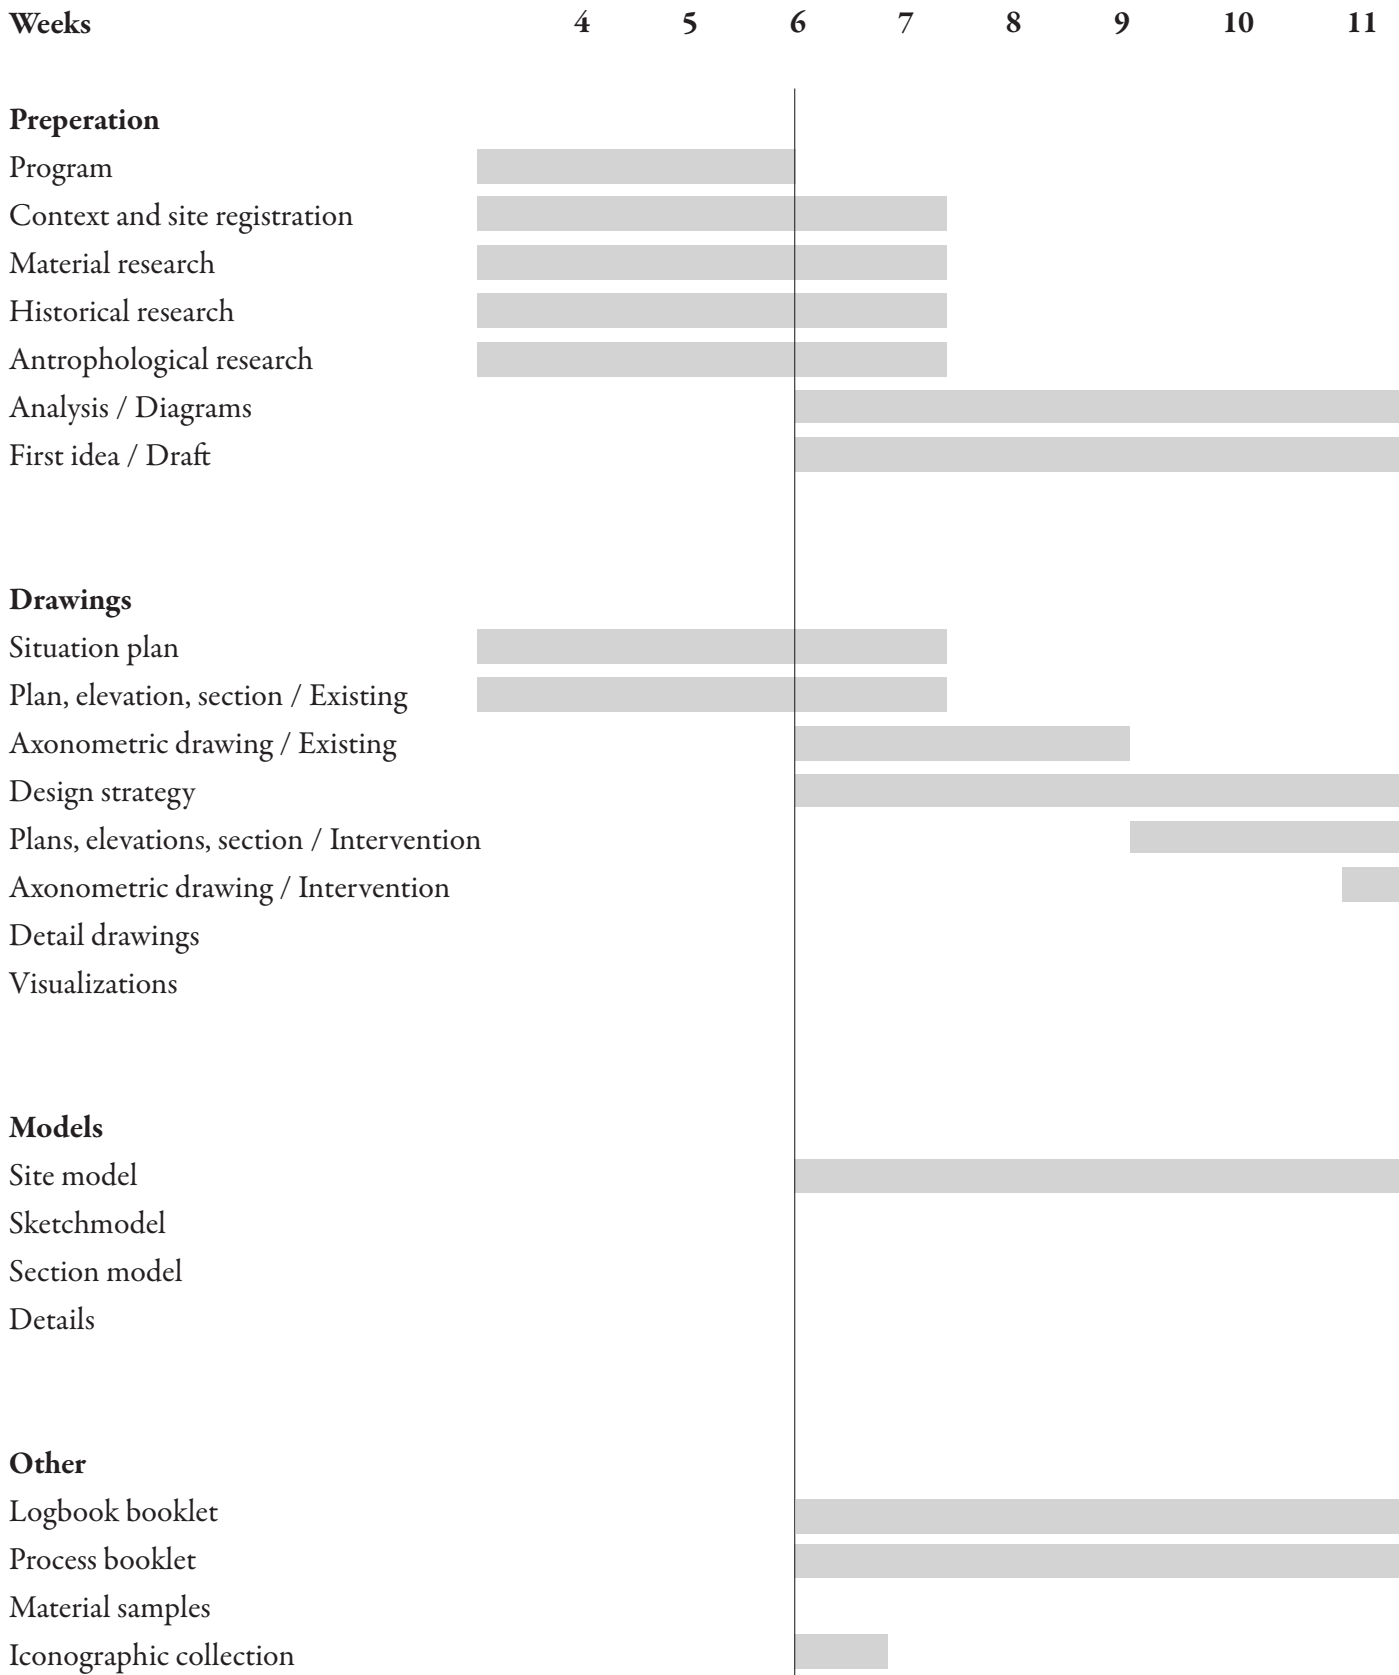 Weeks 4 5 6 7 8 9 10 11
Preperation
Program
Context and site registration
Material research
Historical research
Antrophological research
Analysis / Diagrams
First idea / Draft
Drawings
Situation plan
Plan, elevation, section / Existing
Axonometric drawing / Existing
Design strategy
Plans, elevations, section / Intervention
Axonometric drawing / Intervention
Detail drawings
Visualizations
Models
Site model
Sketchmodel
Section model
Details
Other
Logbook booklet
Process booklet
Material samples
Iconographic collection